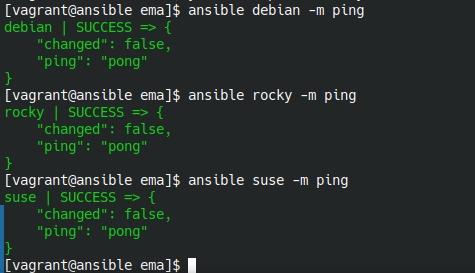 [vagrant@ansible ema]$ ansible debian -m ping
debian | SUCCESS => {
    "changed": false,
    "ping": "pong"
}
[vagrant@ansible ema]$ ansible rocky -m ping
rocky | SUCCESS => {
    "changed": false,
    "ping": "pong"
}
[vagrant@ansible ema]$ ansible suse -m ping
suse | SUCCESS => {
    "changed": false,
    "ping": "pong"
}
[vagrant@ansible ema]$